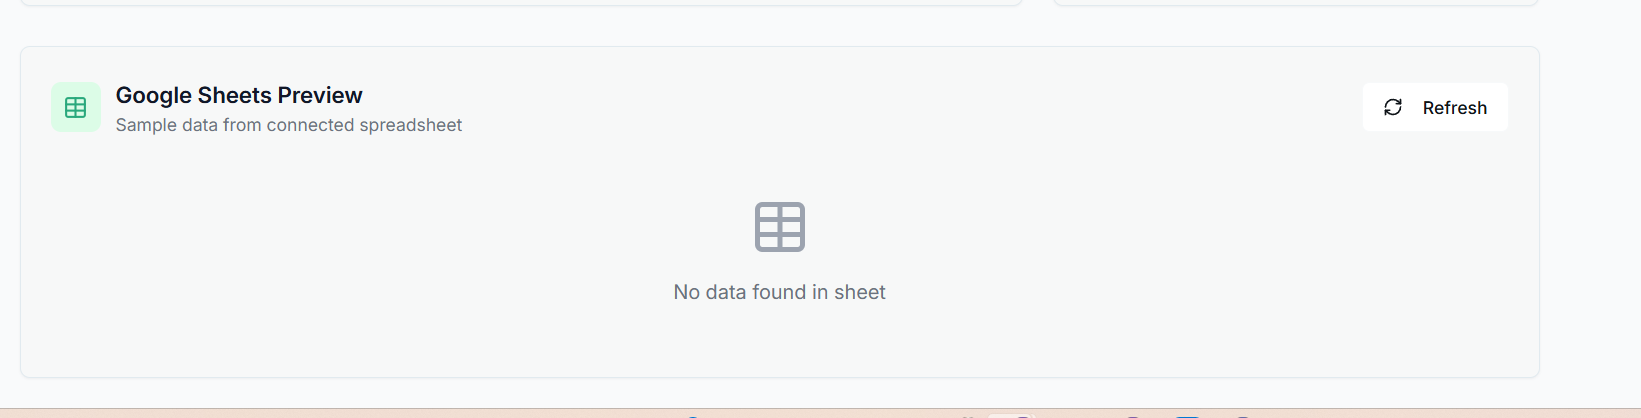 Google Sheets Preview
Sample data from connected spreadsheet
Refresh
No data found in sheet